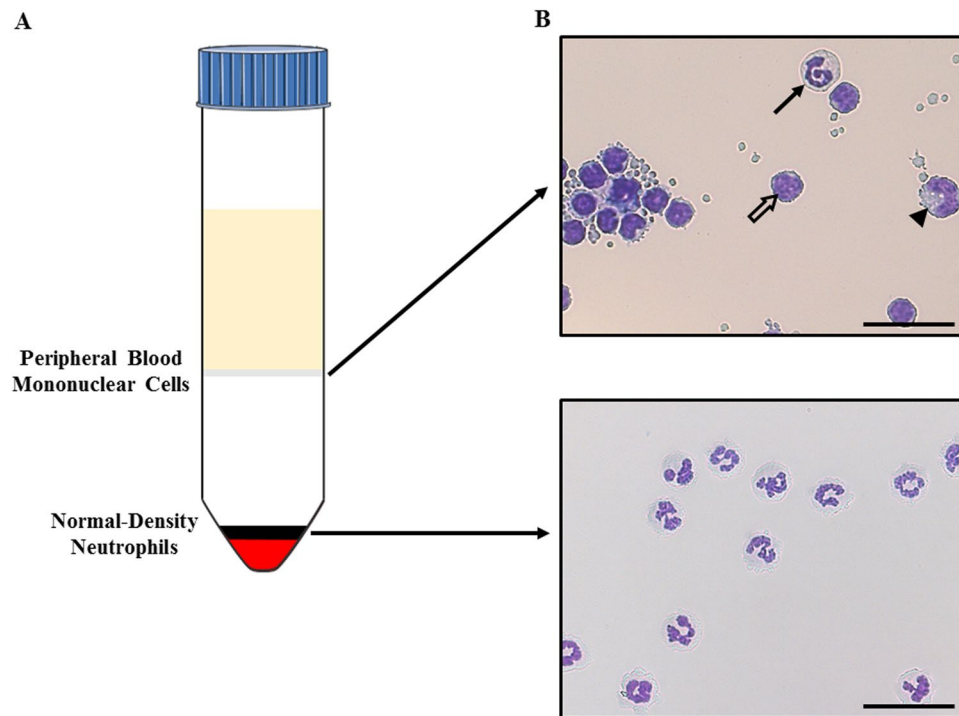 A
B
Peripheral Blood
Mononuclear Cells
Normal-Density
Neutrophils